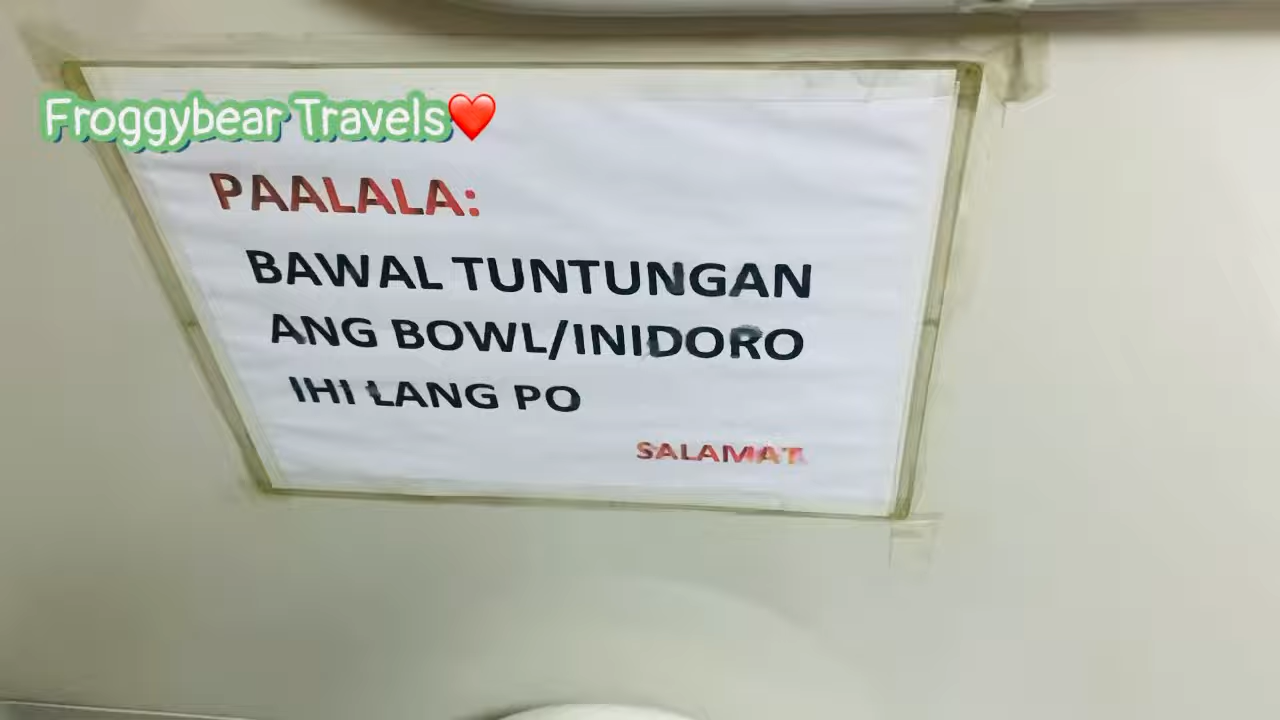 Froggybear Travels❤️
PAALALA:
BAWAL TUNTUNGAN
ANG BOWL/INIDORO
IHI LANG PO
SALAMAT